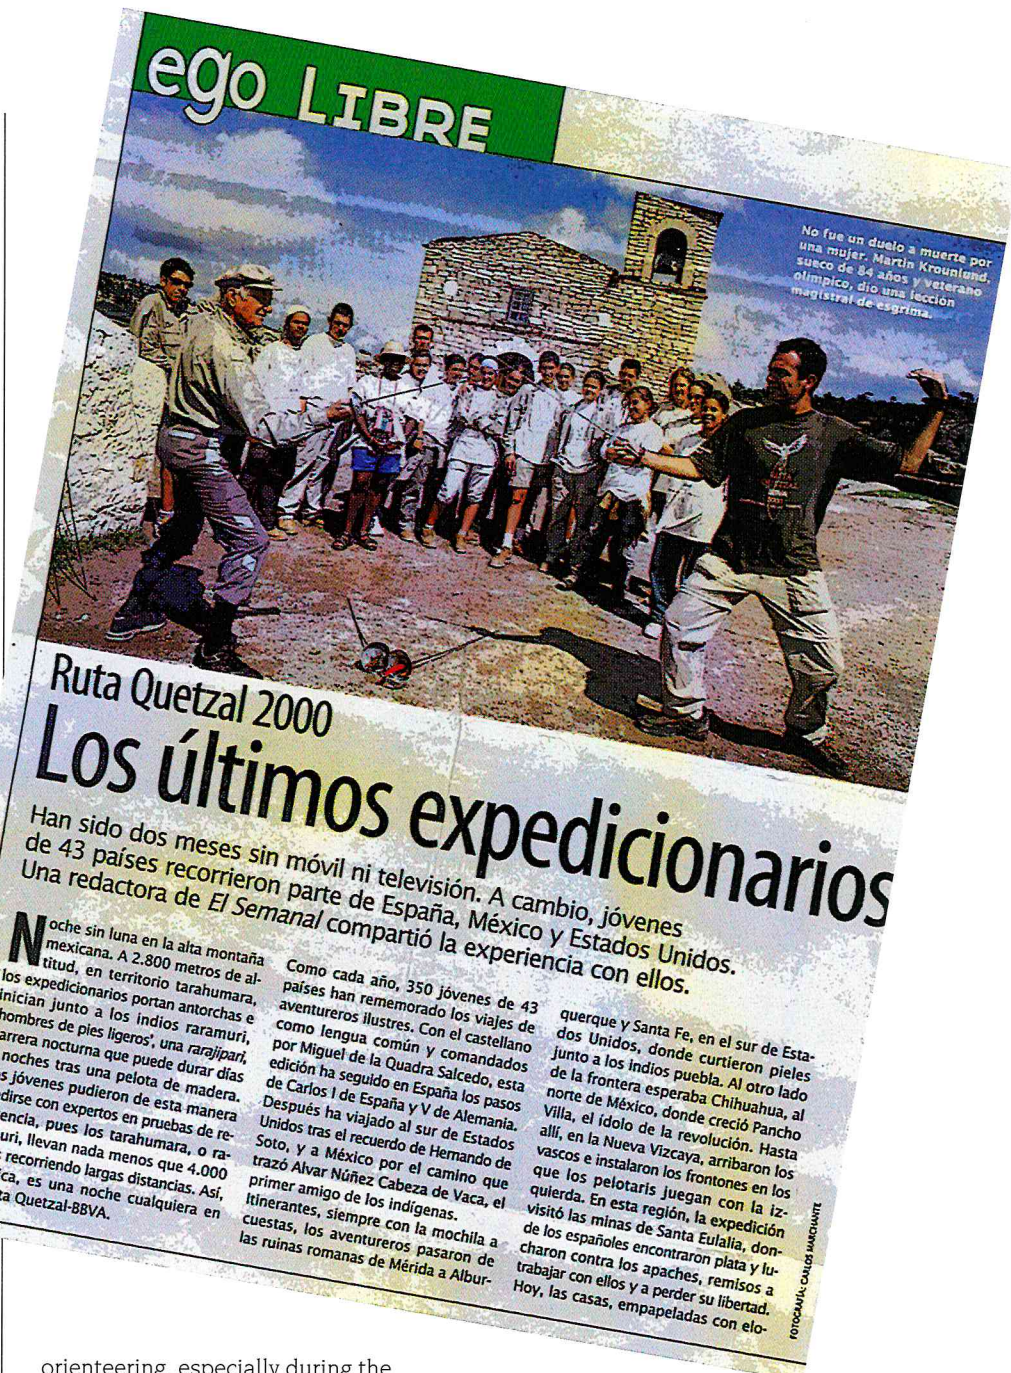 ego LIBRE
No fue un duelo a muerte por
una mujer. Martin Krounlund,
sueco de 84 años y veterano
olímpico, dio una lección
magistral de esgrima.
Ruta Quetzal 2000
Los últimos expedicionarios
Han sido dos meses sin móvil ni televisión. A cambio, jóvenes
de 43 países recorrieron parte de España, México y Estados Unidos.
Una redactora de El Semanal compartió la experiencia con ellos.
Noche sin luna en la alta montaña
mexicana. A 2.800 metros de al-
titud, en territorio tarahumara,
los expedicionarios portan antorchas e
inician junto a los indios raramuri,
hombres de pies ligeros', una rarajipari,
arrera nocturna que puede durar días
noches tras una pelota de madera.
s jóvenes pudieron de esta manera
edirse con expertos en pruebas de re-
encia, pues los tarahumara, o ra-
uri, llevan nada menos que 4.000
s recorriendo largas distancias. Así,
ica, es una noche cualquiera en
ta Quetzal-BBVA.
Como cada año, 350 jóvenes de 43
países han rememorado los viajes de
aventureros ilustres. Con el castellano
como lengua común y comandados
por Miguel de la Quadra Salcedo, esta
edición ha seguido en España los pasos
de Carlos I de España y V de Alemania.
Después ha viajado al sur de Estados
Unidos tras el recuerdo de Hernando de
Soto, y a México por el camino que
trazó Alvar Núñez Cabeza de Vaca, el
primer amigo de los indígenas.
Itinerantes, siempre con la mochila a
cuestas, los aventureros pasaron de
las ruinas romanas de Mérida a Albur-
querque y Santa Fe, en el sur de Esta-
dos Unidos, donde curtieron pieles
junto a los indios puebla. Al otro lado
de la frontera esperaba Chihuahua, al
norte de México, donde creció Pancho
Villa, el ídolo de la revolución. Hasta
allí, en la Nueva Vizcaya, arribaron los
vascos e instalaron los frontones en los
que los pelotaris juegan con la iz-
quierda. En esta región, la expedición
visitó las minas de Santa Eulalia, don-
de los españoles encontraron plata y lu-
charon contra los apaches, remisos a
trabajar con ellos y a perder su libertad.
Hoy, las casas, empapeladas con elo-
FOTOGRAFÍA: CARLOS MARCHANTE
orienteering, especially during the